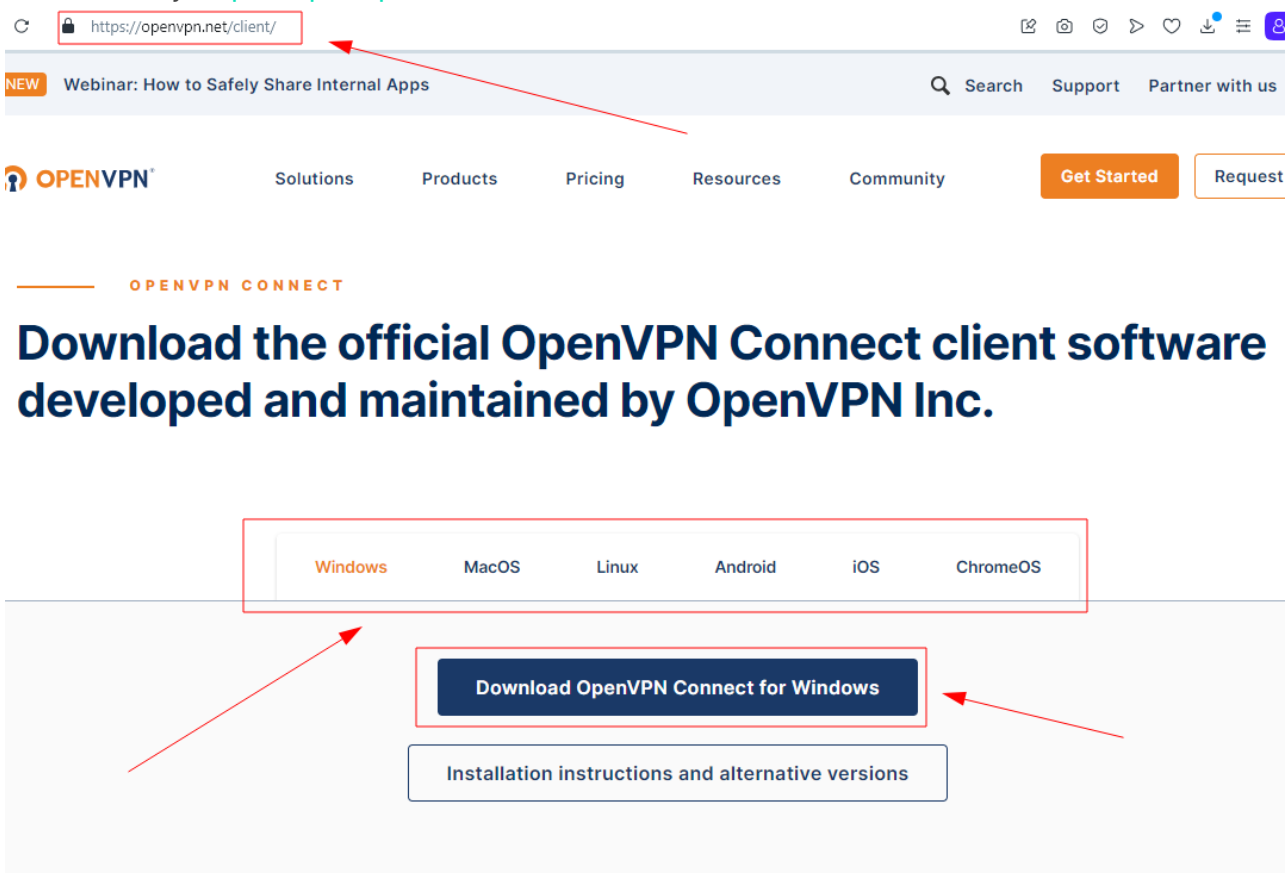 https://openvpn.net/client/
NEW Webinar: How to Safely Share Internal Apps Search Support Partner with us
OPENVPN® Solutions Products Pricing Resources Community Get Started Request
OPENVPN CONNECT
Download the official OpenVPN Connect client software
developed and maintained by OpenVPN Inc.
Windows MacOS Linux Android iOS ChromeOS
Download OpenVPN Connect for Windows
Installation instructions and alternative versions